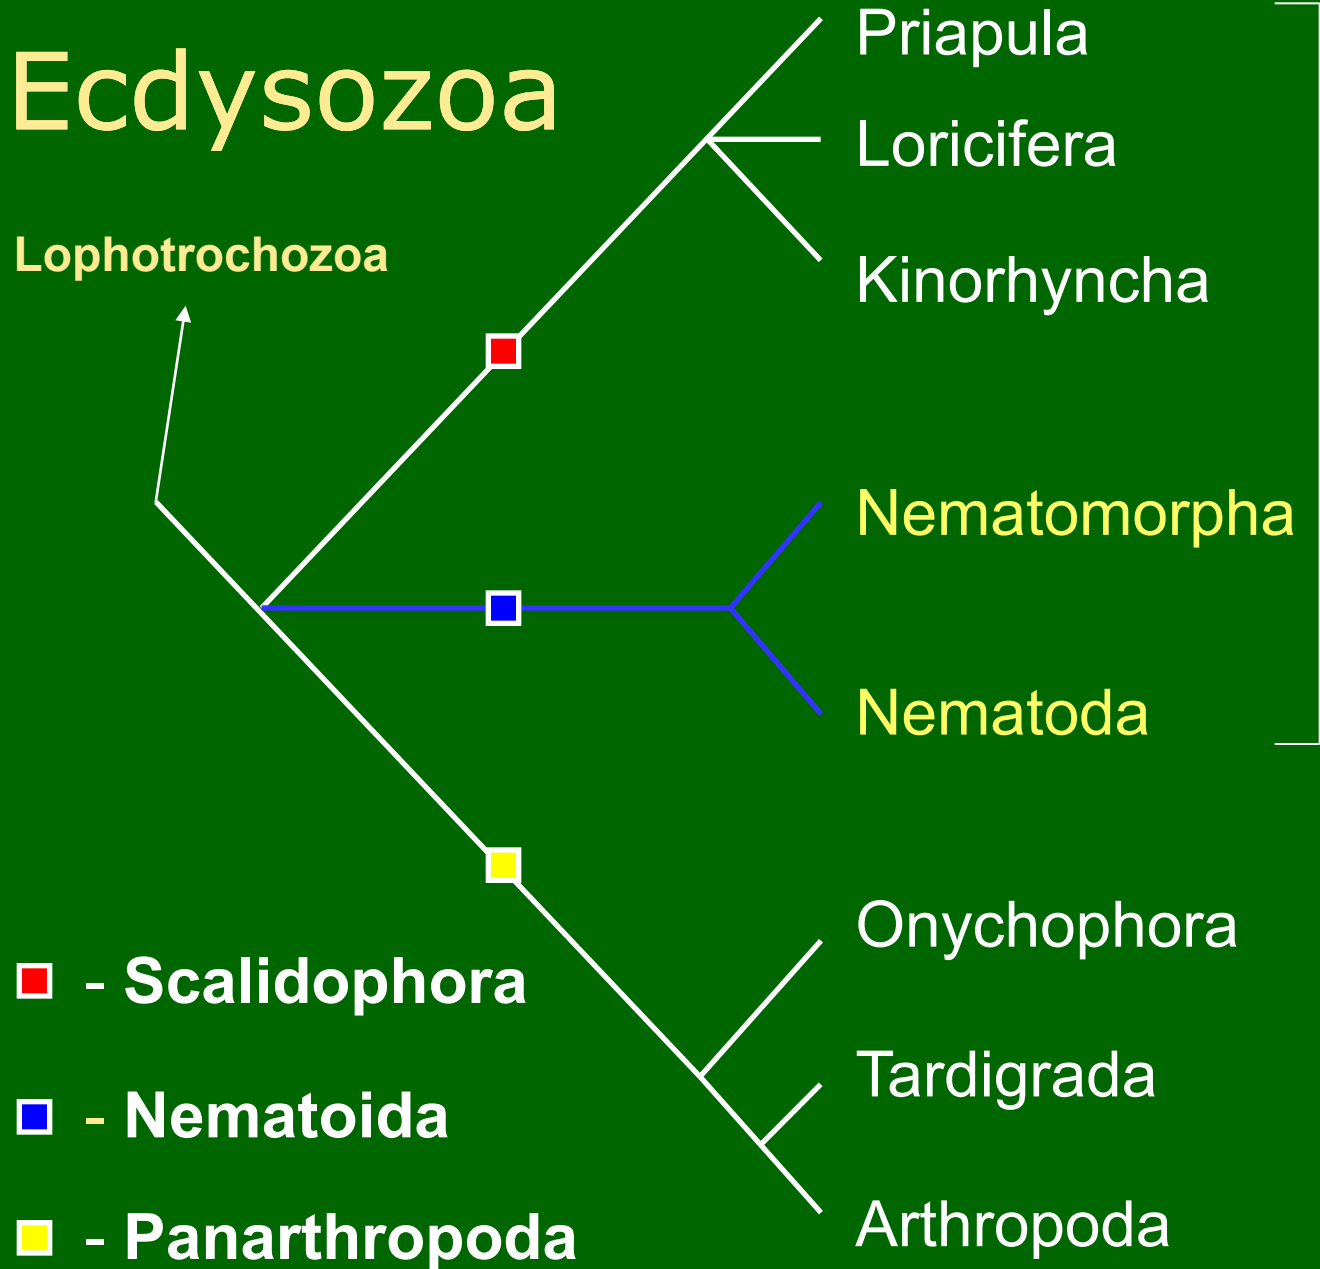 Ecdysozoa
Lophotrochozoa
Priapula
Loricifera
Kinorhyncha
Nematomorpha
Nematoda
Onychophora
Tardigrada
Arthropoda
- Scalidophora
- Nematoida
- Panarthropoda